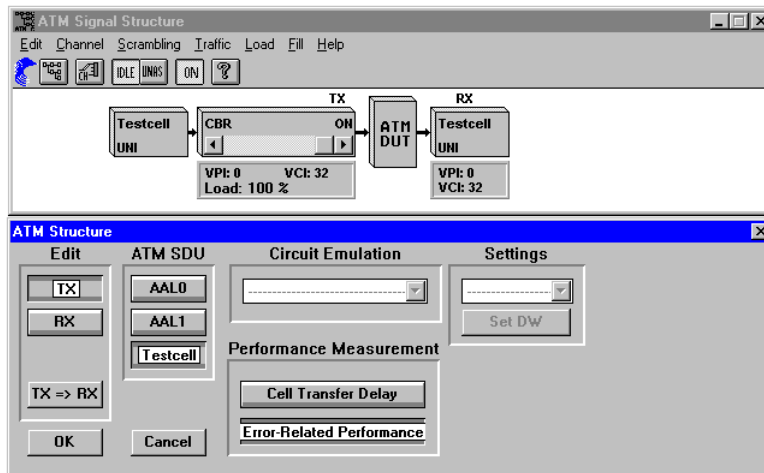 ATM Signal Structure
Edit Channel Scrambling Traffic Load Fill Help
IDLE UNAS ON ?
TX RX
Testcell
UNI
CBR ON
ATM
DUT
Testcell
UNI
VPI: 0 VCI: 32
Load: 100 %
VPI: 0
VCI: 32
ATM Structure
Edit ATM SDU Circuit Emulation Settings
TX AAL0
RX AAL1 Set DW
Testcell
Performance Measurement
TX => RX Cell Transfer Delay
OK Cancel Error-Related Performance